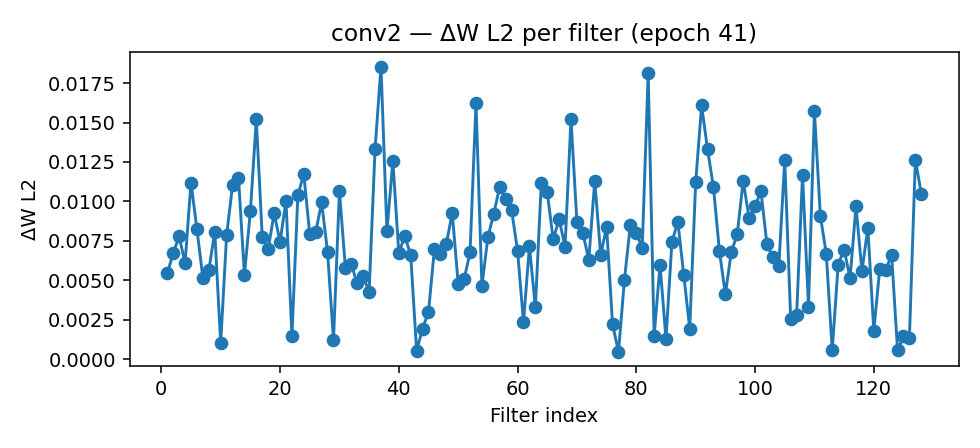 conv2 — ΔW L2 per filter (epoch 41)
ΔW L2
0.0175
0.0150
0.0125
0.0100
0.0075
0.0050
0.0025
0.0000
0 20 40 60 80 100 120
Filter index